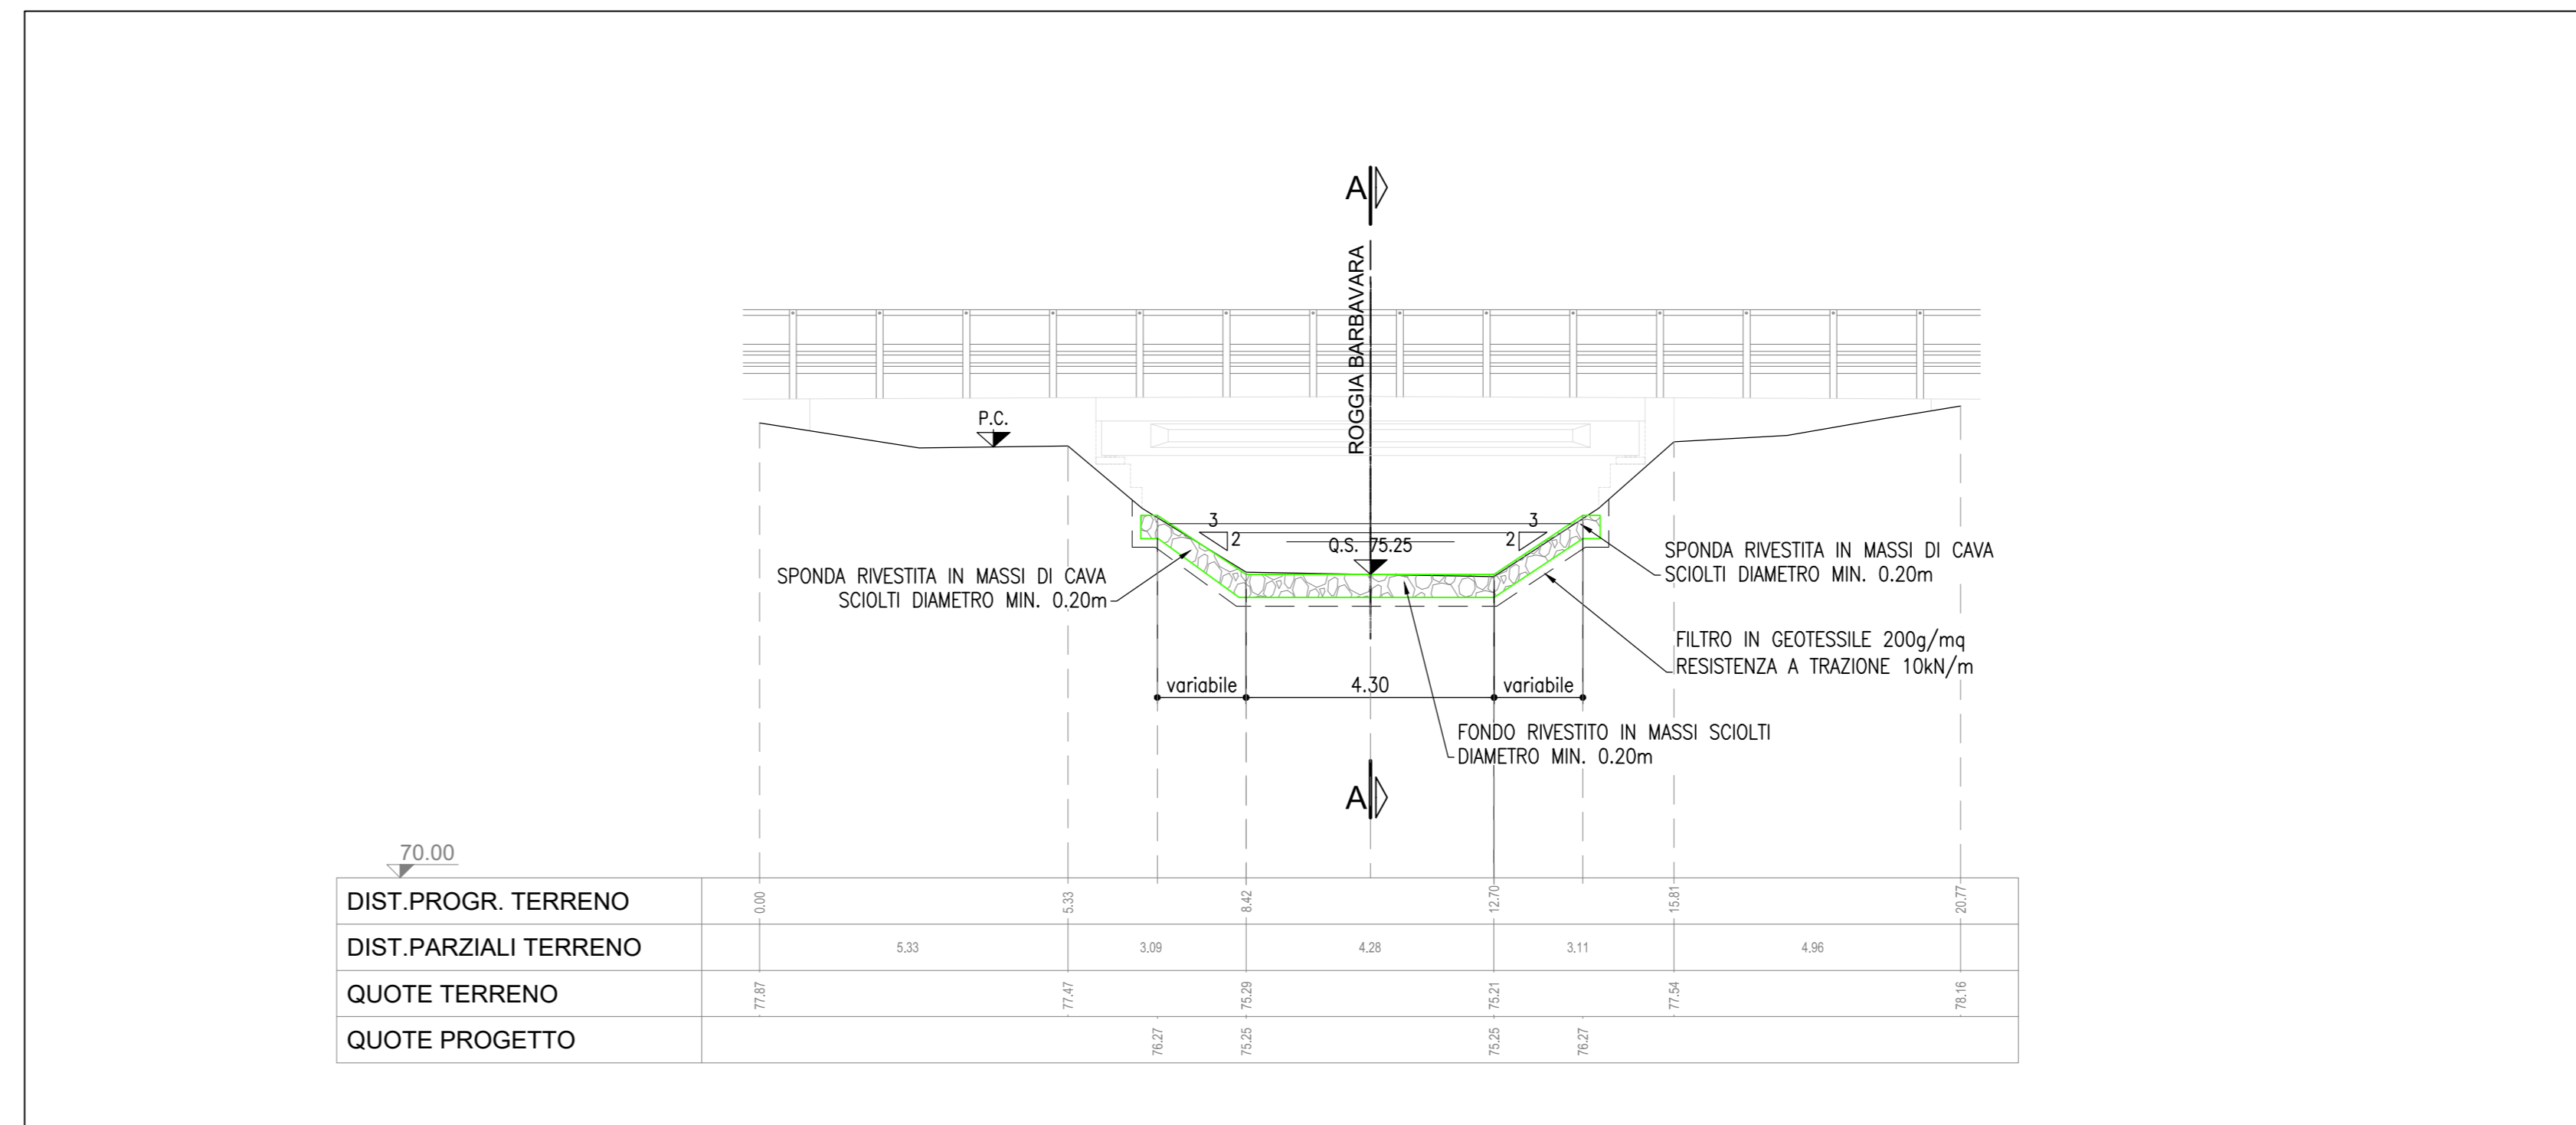 A
ROGGIA BARBAVARA
P.C.
3
2
3
2
Q.S. 75.25
SPONDA RIVESTITA IN MASSI DI CAVA
SCIOLTI DIAMETRO MIN. 0.20m
SPONDA RIVESTITA IN MASSI DI CAVA
SCIOLTI DIAMETRO MIN. 0.20m
FILTRO IN GEOTESSILE 200g/mq
RESISTENZA A TRAZIONE 10kN/m
variabile
4.30
variabile
FONDO RIVESTITO IN MASSI SCIOLTI
DIAMETRO MIN. 0.20m
A
70.00
DIST.PROGR. TERRENO 0.00 5.33 8.42 12.70 15.81 20.77
DIST.PARZIALI TERRENO 5.33 3.09 4.28 3.11 4.96
QUOTE TERRENO 77.87 77.47 75.29 75.21 77.54 78.16
QUOTE PROGETTO 76.27 75.25 75.25 76.27